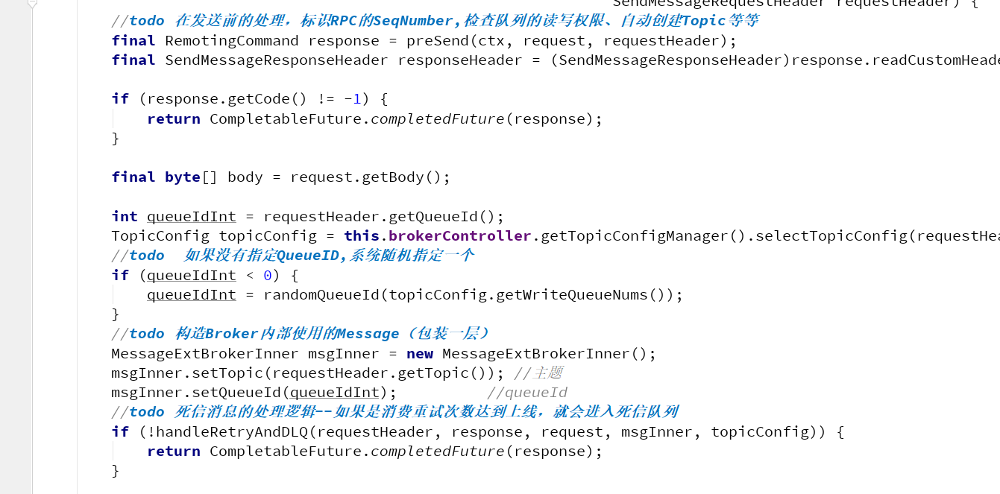 SendMessageRequestHeader requestHeader) {
//todo 在发送前的处理，标识RPC的SeqNumber,检查队列的读写权限、自动创建Topic等等
final RemotingCommand response = preSend(ctx, request, requestHeader);
final SendMessageResponseHeader responseHeader = (SendMessageResponseHeader)response.readCustomHeade
if (response.getCode() != -1) {
return CompletableFuture.completedFuture(response);
}
final byte[] body = request.getBody();
int queueIdInt = requestHeader.getQueueId();
TopicConfig topicConfig = this.brokerController.getTopicConfigManager().selectTopicConfig(requestHea
//todo  如果没有指定QueueID,系统随机指定一个
if (queueIdInt < 0) {
queueIdInt = randomQueueId(topicConfig.getWriteQueueNums());
}
//todo 构造Broker内部使用的Message（包装一层）
MessageExtBrokerInner msgInner = new MessageExtBrokerInner();
msgInner.setTopic(requestHeader.getTopic()); //主题
msgInner.setQueueId(queueIdInt);          //queueId
//todo 死信消息的处理逻辑--如果是消费重试次数达到上线，就会进入死信队列
if (!handleRetryAndDLQ(requestHeader, response, request, msgInner, topicConfig)) {
return CompletableFuture.completedFuture(response);
}